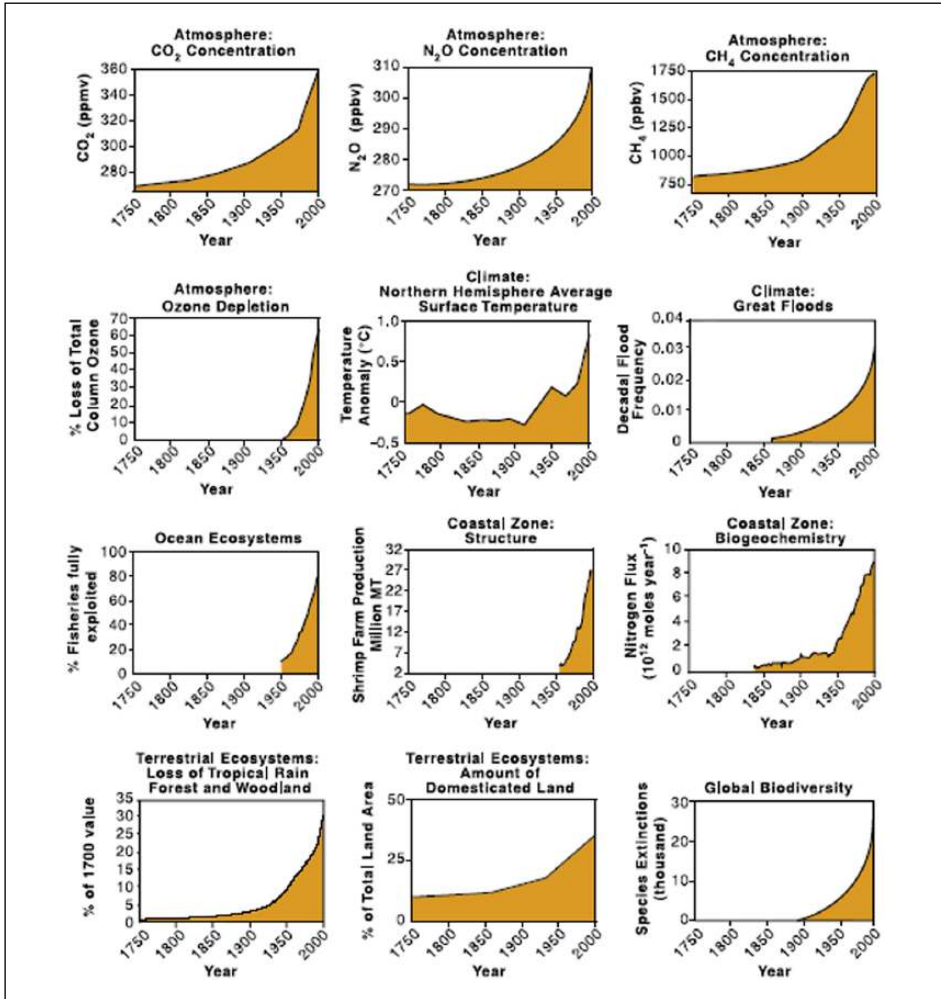 Atmosphere:
CO2 Concentration
CO2 (ppmv)
360
340
320
300
280
1750
1800
1850
1900
1950
2000
Year
Atmosphere:
N2O Concentration
N2O (ppbv)
310
300
290
280
270
1750
1800
1850
1900
1950
2000
Year
Atmosphere:
CH4 Concentration
CH4 (ppbv)
1750
1500
1250
1000
750
1750
1800
1850
1900
1950
2000
Year
Atmosphere:
Ozone Depletion
% Loss of Total
Column Ozone
70
60
50
40
30
20
10
0
1750
1800
1850
1900
1950
2000
Year
Climate:
Northern Hemisphere Average
Surface Temperature
Temperature
Anomaly (°C)
1.0
0.5
0
–0.5
1750
1800
1850
1900
1950
2000
Year
Climate:
Great Floods
Decadal Flood
Frequency
0.04
0.03
0.02
0.01
0
1750
1800
1850
1900
1950
2000
Year
Ocean Ecosystems
% Fisheries fully
exploited
100
80
60
40
20
0
1750
1800
1850
1900
1950
2000
Year
Coastal Zone:
Structure
Shrimp Farm Production
Million MT
32
27
22
17
12
7
2
1750
1800
1850
1900
1950
2000
Year
Coastal Zone:
Biogeochemistry
Nitrogen Flux
(10¹² moles year⁻¹)
10
8
6
4
2
0
1750
1800
1850
1900
1950
2000
Year
Terrestrial Ecosystems:
Loss of Tropical Rain
Forest and Woodland
% of 1700 value
35
30
25
20
15
10
5
0
1750
1800
1850
1900
1950
2000
Year
Terrestrial Ecosystems:
Amount of
Domesticated Land
% of Total Land Area
50
25
0
1750
1800
1850
1900
1950
2000
Year
Global Biodiversity
Species Extinctions
(thousand)
30
20
10
0
1750
1800
1850
1900
1950
2000
Year